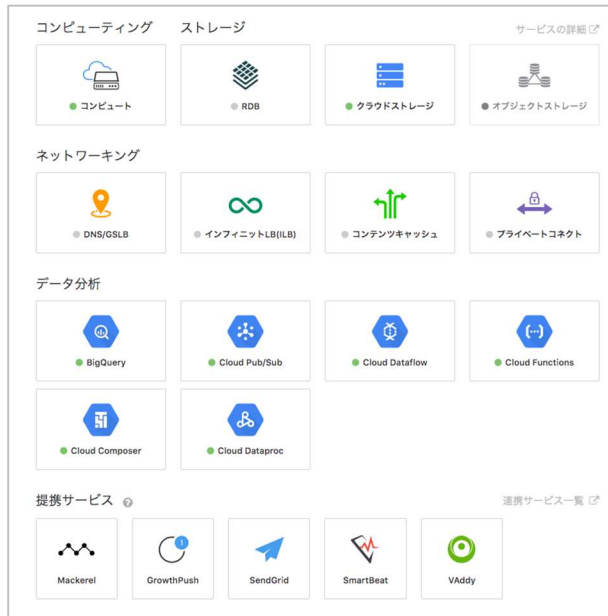 コンピューティング ストレージ サービスの詳細
コンピュート RDB クラウドストレージ オブジェクトストレージ
ネットワーキング
DNS/GSLB インフィニットLB(ILB) コンテンツキャッシュ プライベートコネクト
データ分析
BigQuery Cloud Pub/Sub Cloud Dataflow Cloud Functions
Cloud Composer Cloud Dataproc
提携サービス ? 連携サービス一覧
1
Mackerel GrowthPush SendGrid SmartBeat VAddy